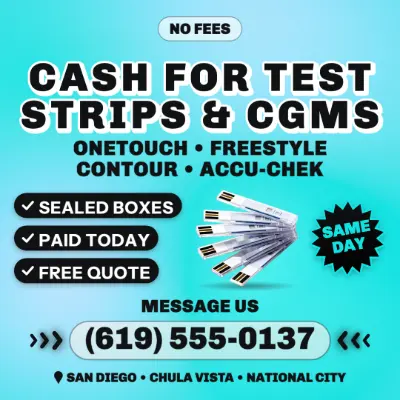 NO FEES
CASH FOR TEST
STRIPS & CGMS
ONETOUCH • FREESTYLE
CONTOUR • ACCU-CHEK
SEALED BOXES
PAID TODAY
FREE QUOTE
SAME
DAY
MESSAGE US
(619) 555-0137
SAN DIEGO • CHULA VISTA • NATIONAL CITY